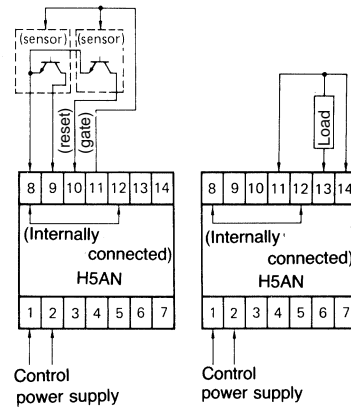 (sensor) (sensor)
(reset)
(gate)
8 9 10 11 12 13 14
(Internally
connected)
H5AN
1 2 3 4 5 6 7
Control
power supply
Load
8 9 10 11 12 13 14
(Internally
connected)
H5AN
1 2 3 4 5 6 7
Control
power supply